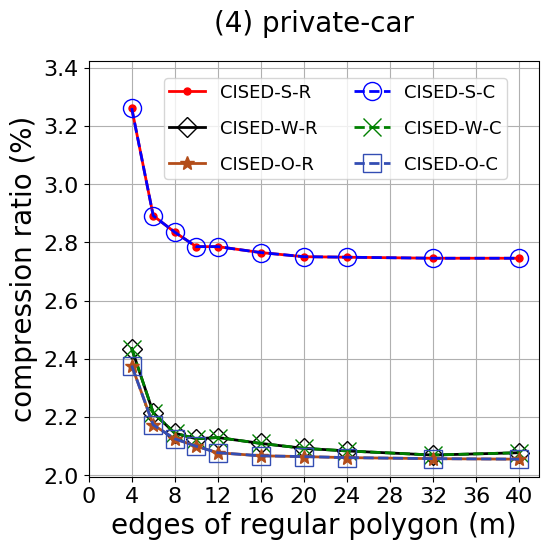 (4) private-car
compression ratio (%)
3.4
3.2
3.0
2.8
2.6
2.4
2.2
2.0
CISED-S-R
CISED-W-R
CISED-O-R
CISED-S-C
CISED-W-C
CISED-O-C
0 4 8 12 16 20 24 28 32 36 40
edges of regular polygon (m)